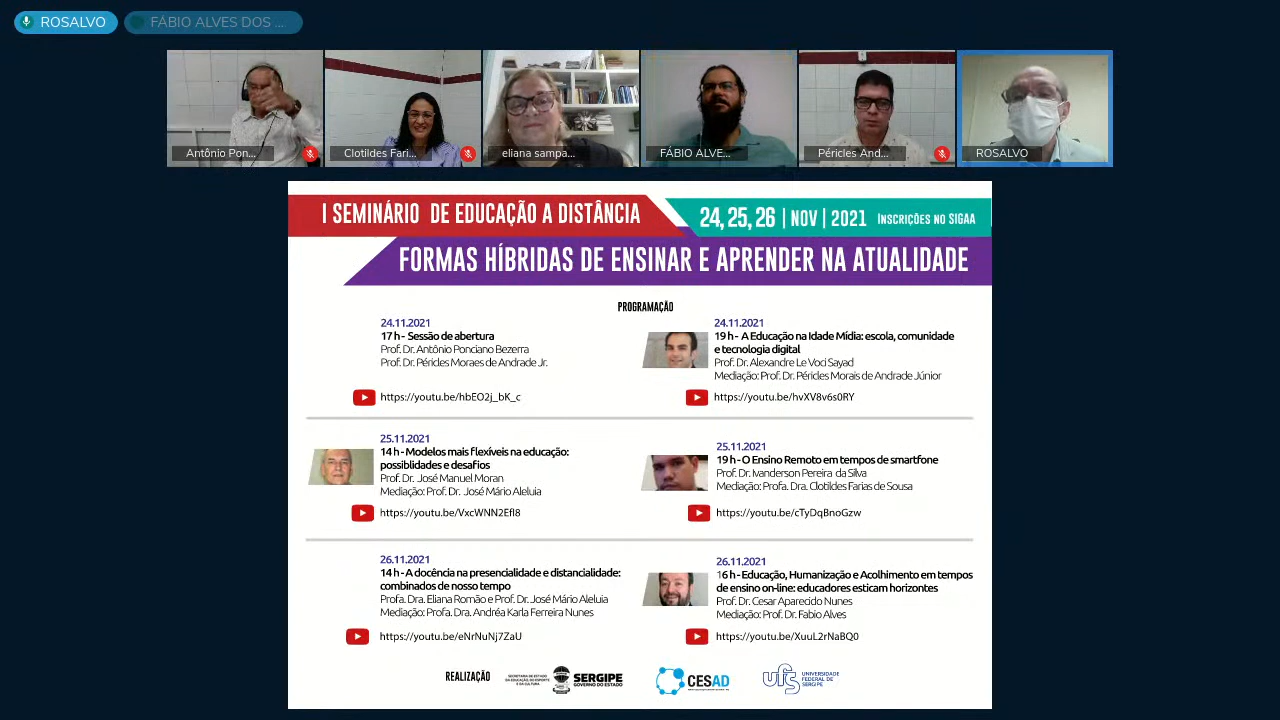 ROSALVO
FÁBIO ALVES DOS ...
Antônio Pon...
Clotildes Fari...
eliana sampa...
FÁBIO ALVE...
Péricles And...
ROSALVO
I SEMINÁRIO DE EDUCAÇÃO A DISTÂNCIA
24, 25, 26 | NOV | 2021 INSCRIÇÕES NO SIGAA
FORMAS HÍBRIDAS DE ENSINAR E APRENDER NA ATUALIDADE
PROGRAMAÇÃO
24.11.2021
17 h - Sessão de abertura
Prof. Dr. Antônio Ponciano Bezerra
Prof. Dr. Péricles Moraes de Andrade Jr.
https://youtu.be/hbEO2j_bK_c
24.11.2021
19 h - A Educação na Idade Mídia: escola, comunidade
e tecnologia digital
Prof. Dr. Alexandre Le Voci Sayad
Mediação: Prof. Dr. Péricles Morais de Andrade Júnior
https://youtu.be/hvXV8v6s0RY
25.11.2021
14 h - Modelos mais flexíveis na educação:
possiblidades e desafios
Prof. Dr. José Manuel Moran
Mediação: Prof. Dr. José Mário Aleluia
https://youtu.be/VxcWNN2Efl8
25.11.2021
19 h - O Ensino Remoto em tempos de smartfone
Prof. Dr. Ivanderson Pereira da Silva
Mediação: Profa. Dra. Clotildes Farias de Sousa
https://youtu.be/cTyDqBnoGzw
26.11.2021
14 h - A docência na presencialidade e distancialidade:
combinados de nosso tempo
Profa. Dra. Eliana Romão e Prof. Dr. José Mário Aleluia
Mediação: Profa. Dra. Andréa Karla Ferreira Nunes
https://youtu.be/eNrNuNj7ZaU
26.11.2021
16 h - Educação, Humanização e Acolhimento em tempos
de ensino on-line: educadores esticam horizontes
Prof. Dr. Cesar Aparecido Nunes
Mediação: Prof. Dr. Fabio Alves
https://youtu.be/XuuL2rNaBQ0
REALIZAÇÃO
SECRETARIA DE ESTADO
DA EDUCAÇÃO, DO ESPORTE
E DA CULTURA
SERGIPE
GOVERNO DO ESTADO
CESAD
ufs
UNIVERSIDADE
FEDERAL DE
SERGIPE